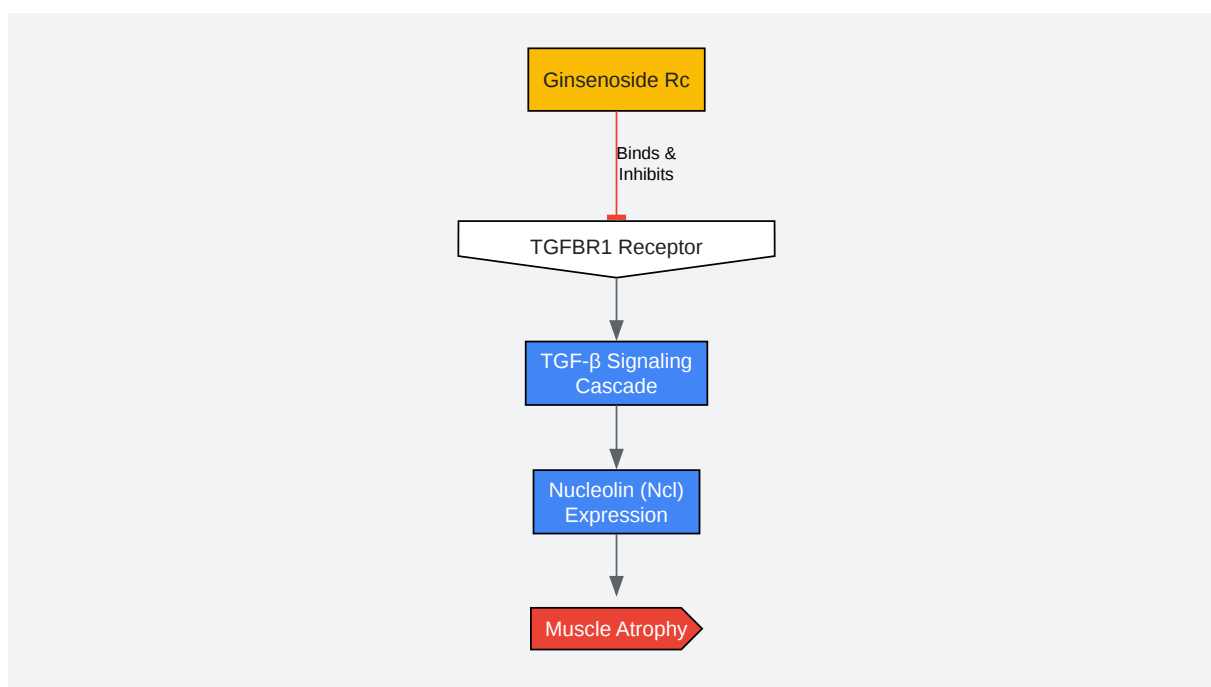 Ginsenoside Rc
Binds &
Inhibits
TGFBR1 Receptor
TGF-β Signaling
Cascade
Nucleolin (Ncl)
Expression
Muscle Atrophy